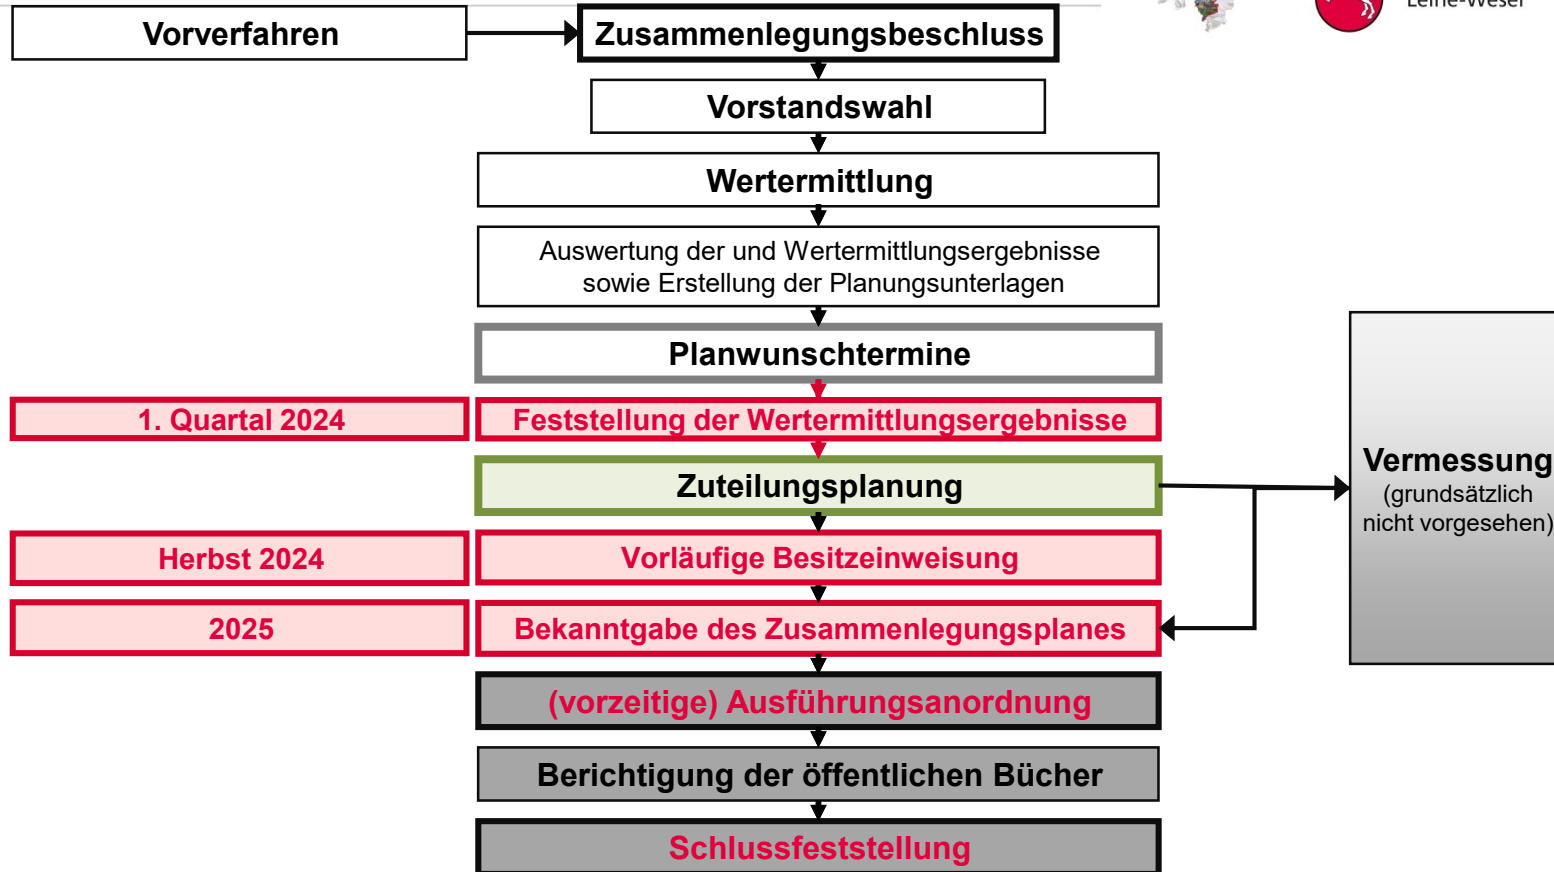 Leine-Weser
Vorverfahren
Zusammenlegungsbeschluss
Vorstandswahl
Wertermittlung
Auswertung der und Wertermittlungsergebnisse
sowie Erstellung der Planungsunterlagen
Planwunschtermine
1. Quartal 2024
Feststellung der Wertermittlungsergebnisse
Zuteilungsplanung
Vermessung
(grundsätzlich
nicht vorgesehen)
Herbst 2024
Vorläufige Besitzeinweisung
2025
Bekanntgabe des Zusammenlegungsplanes
(vorzeitige) Ausführungsanordnung
Berichtigung der öffentlichen Bücher
Schlussfeststellung